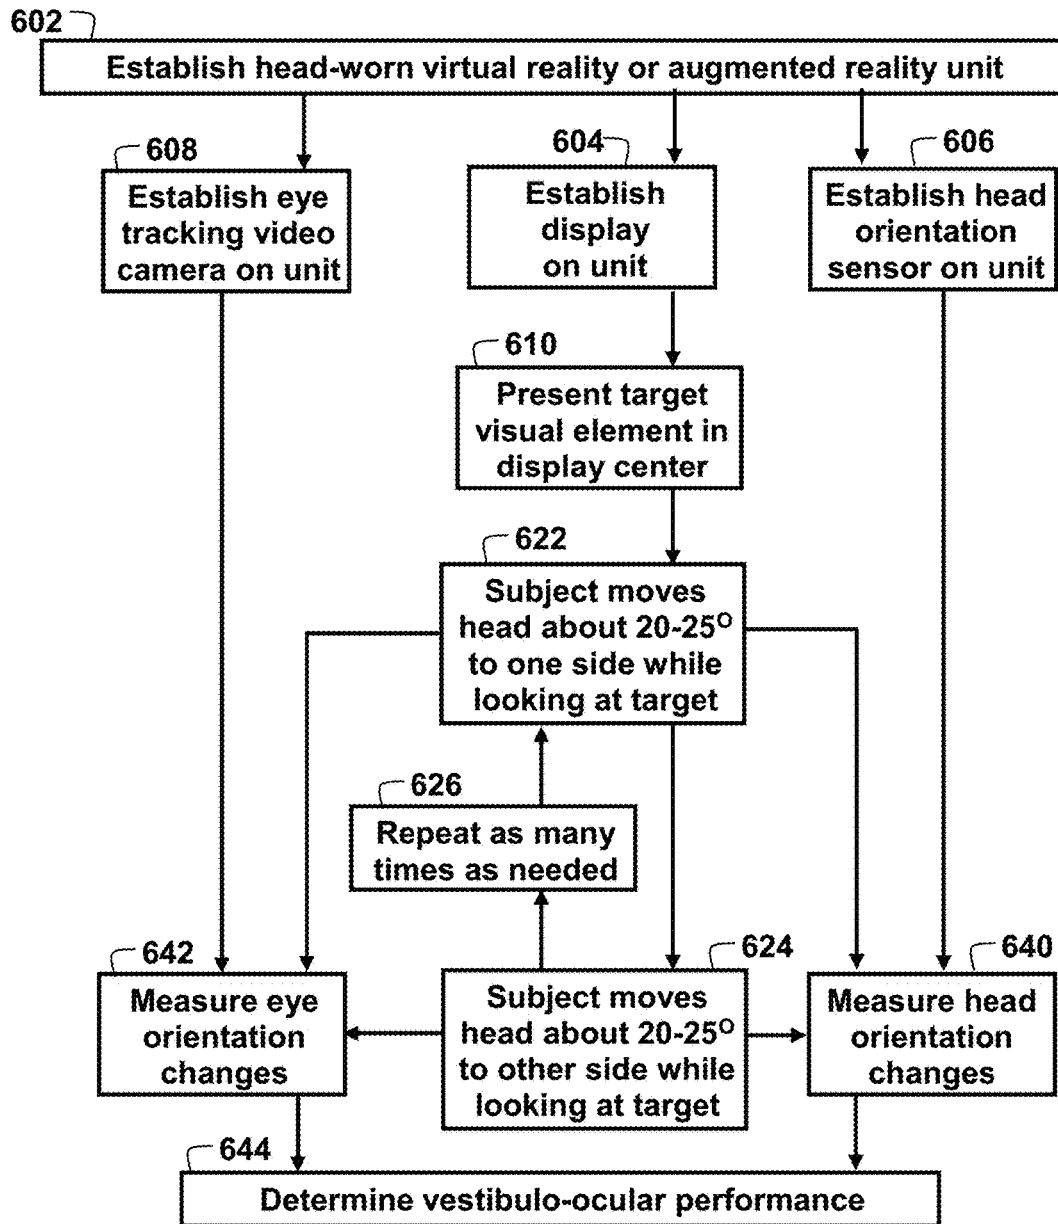 602
Establish head-worn virtual reality or augmented reality unit
608
604
606
Establish eye
tracking video
camera on unit
Establish
display
on unit
Establish head
orientation
sensor on unit
610
Present target
visual element in
display center
622
Subject moves
head about 20-25º
to one side while
looking at target
626
Repeat as many
times as needed
642
624
640
Measure eye
orientation
changes
Subject moves
head about 20-25º
to other side while
looking at target
Measure head
orientation
changes
644
Determine vestibulo-ocular performance